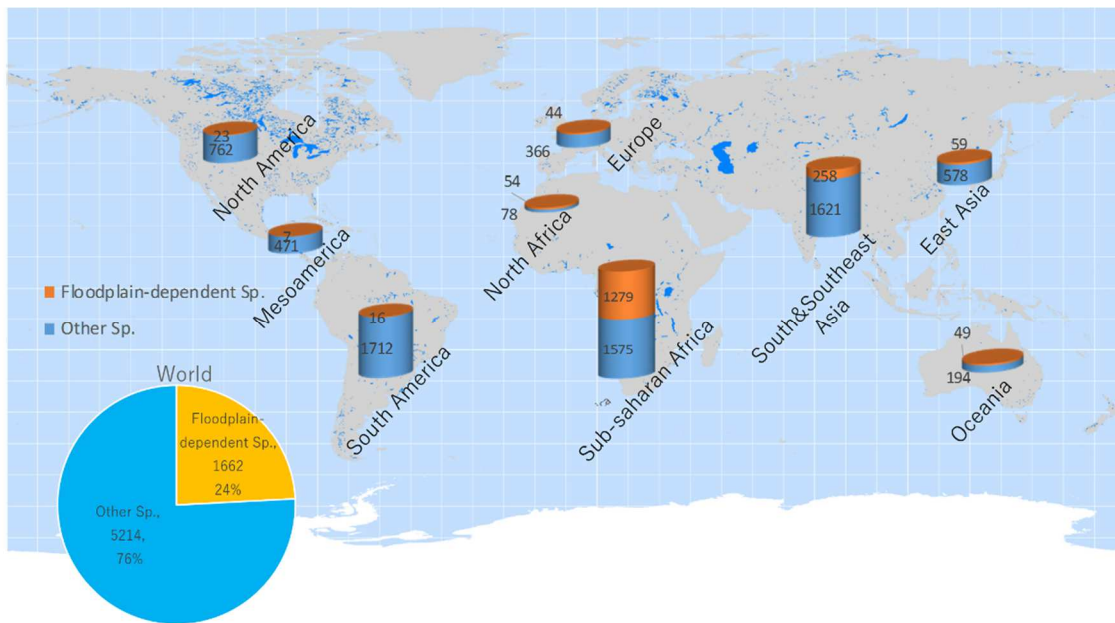 44
23
762
North America
366
Europe
59
578
East Asia
258
1621
South&Southeast
Asia
54
78
North Africa
7
471
Mesoamerica
Floodplain-dependent Sp.
Other Sp.
16
1712
South America
1279
1575
Sub-saharan Africa
49
194
Oceania
World
Floodplain-
dependent Sp.,
1662
24%
Other Sp.,
5214,
76%